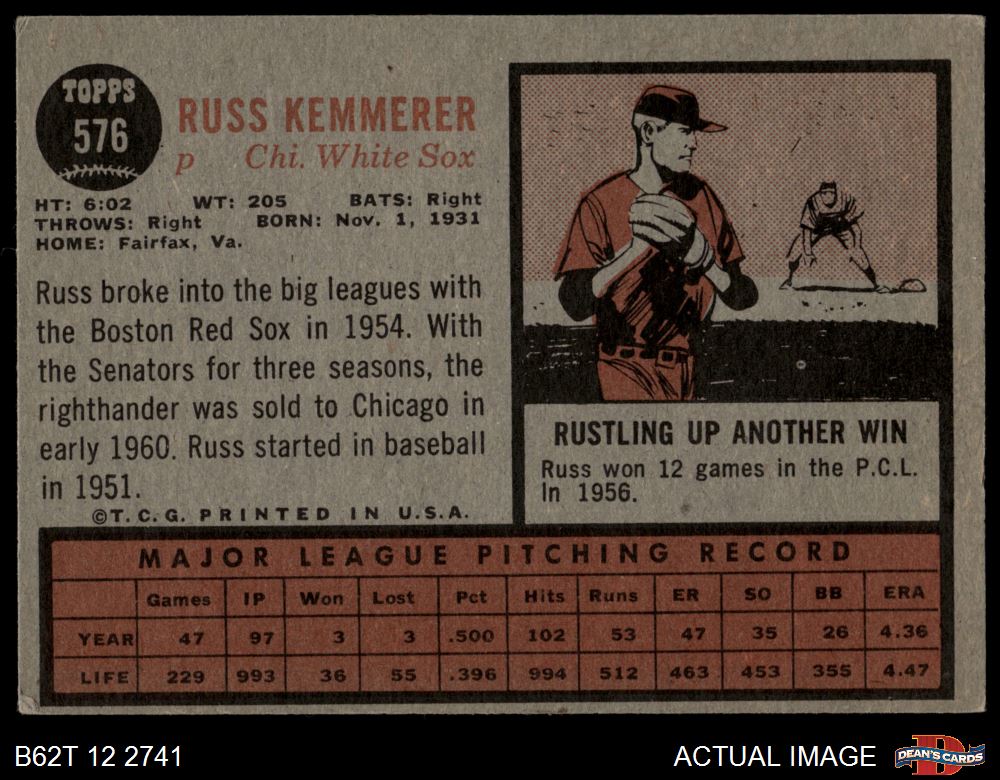 TOPPS
576
RUSS KEMMERER
p Chi. White Sox
HT: 6:02 WT: 205 BATS: Right
THROWS: Right BORN: Nov. 1, 1931
HOME: Fairfax, Va.
Russ broke into the big leagues with
the Boston Red Sox in 1954. With
the Senators for three seasons, the
righthander was sold to Chicago in
early 1960. Russ started in baseball
in 1951.
©T. C. G. PRINTED IN U.S.A.
RUSTLING UP ANOTHER WIN
Russ won 12 games in the P.C.L.
In 1956.
MAJOR LEAGUE PITCHING RECORD
Games IP Won Lost Pct Hits Runs ER SO BB ERA
YEAR 47 97 3 3 .500 102 53 47 35 26 4.36
LIFE 229 993 36 55 .396 994 512 463 453 355 4.47
B62T 12 2741 ACTUAL IMAGE
D
DEAN'S CARDS